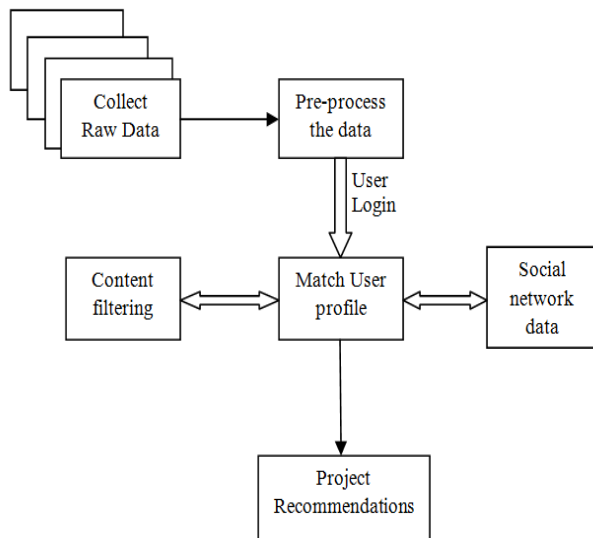 Collect
Raw Data
Pre-process
the data
User
Login
Content
filtering
Match User
profile
Social
network
data
Project
Recommendations